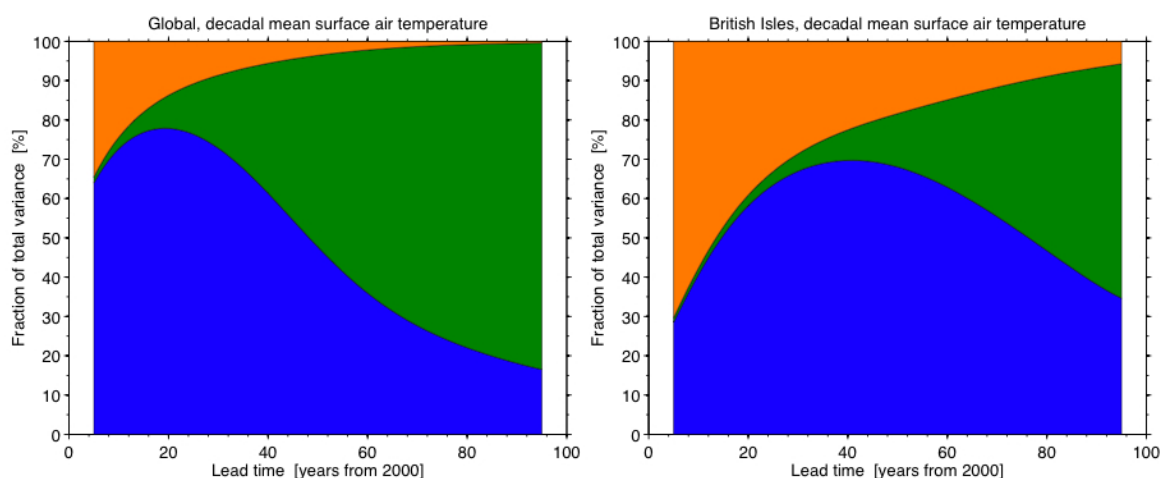 Global, decadal mean surface air temperature
Fraction of total variance [%]
100
90
80
70
60
50
40
30
20
10
0
0 20 40 60 80 100
Lead time [years from 2000]
British Isles, decadal mean surface air temperature
Fraction of total variance [%]
100
90
80
70
60
50
40
30
20
10
0
0 20 40 60 80 100
Lead time [years from 2000]